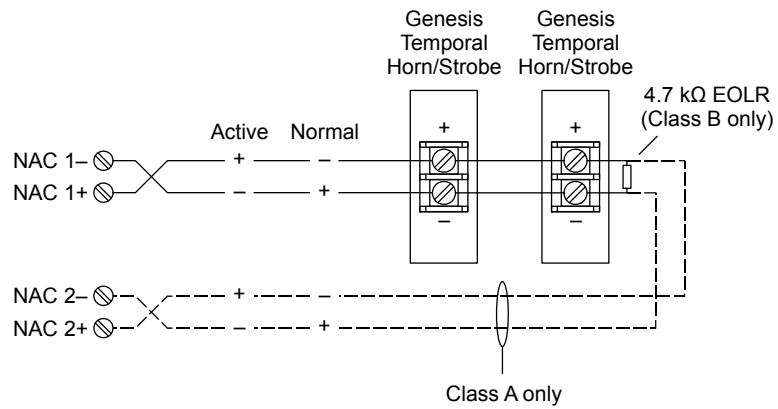 Genesis
Temporal
Horn/Strobe
Genesis
Temporal
Horn/Strobe
4.7 kΩ EOLR
(Class B only)
Active Normal
+ +
NAC 1– + –
NAC 1+ – +
– –
NAC 2– + –
NAC 2+ – +
Class A only